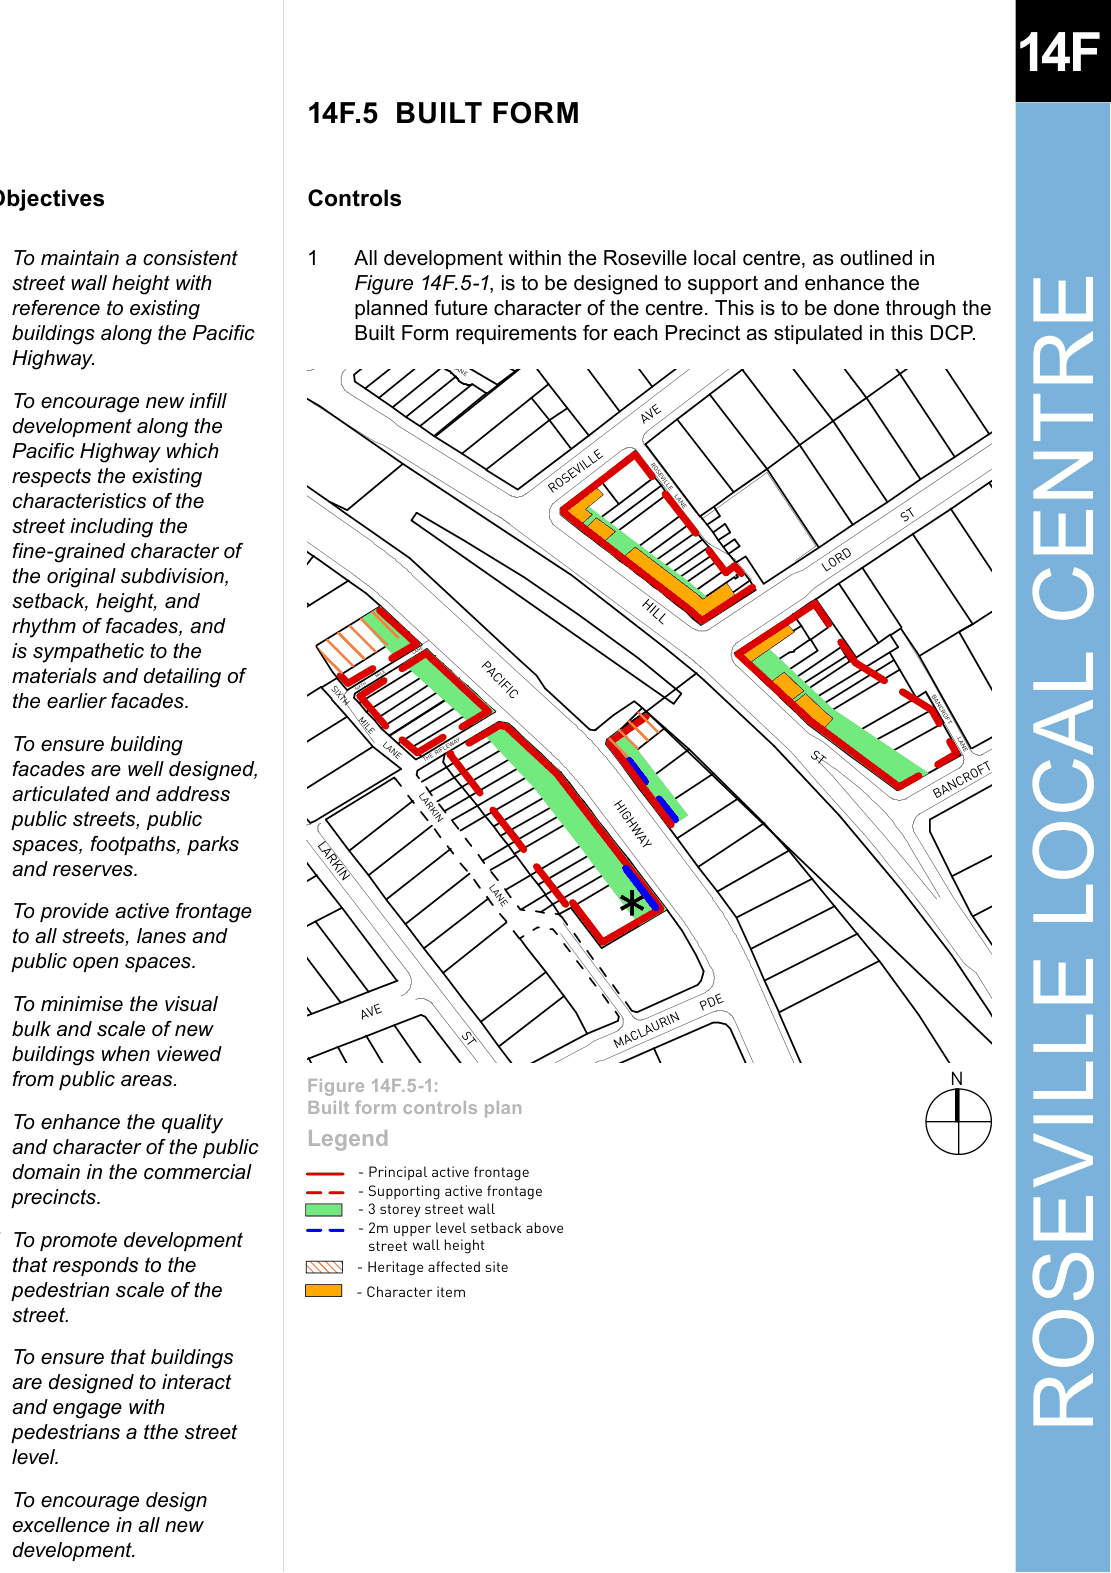 14F
14F.5 BUILT FORM
Objectives
To maintain a consistent
street wall height with
reference to existing
buildings along the Pacific
Highway.
To encourage new infill
development along the
Pacific Highway which
respects the existing
characteristics of the
street including the
fine-grained character of
the original subdivision,
setback, height, and
rhythm of facades, and
is sympathetic to the
materials and detailing of
the earlier facades.
To ensure building
facades are well designed,
articulated and address
public streets, public
spaces, footpaths, parks
and reserves.
To provide active frontage
to all streets, lanes and
public open spaces.
To minimise the visual
bulk and scale of new
buildings when viewed
from public areas.
To enhance the quality
and character of the public
domain in the commercial
precincts.
To promote development
that responds to the
pedestrian scale of the
street.
To ensure that buildings
are designed to interact
and engage with
pedestrians a tthe street
level.
To encourage design
excellence in all new
development.
Controls
1 All development within the Roseville local centre, as outlined in
Figure 14F.5-1, is to be designed to support and enhance the
planned future character of the centre. This is to be done through the
Built Form requirements for each Precinct as stipulated in this DCP.
ROSEVILLE AVE
ROSEVILLE LANE
LORD ST
HILL ST
PACIFIC HIGHWAY
SIXTH MILE LANE
THE RIFLEWAY
LARKIN LANE
LARKIN ST
BANCROFT LANE
BANCROFT
AVE
MACLAURIN PDE
N
Figure 14F.5-1:
Built form controls plan
Legend
- Principal active frontage
- Supporting active frontage
- 3 storey street wall
- 2m upper level setback above
street wall height
- Heritage affected site
- Character item
ROSEVILLE LOCAL CENTRE